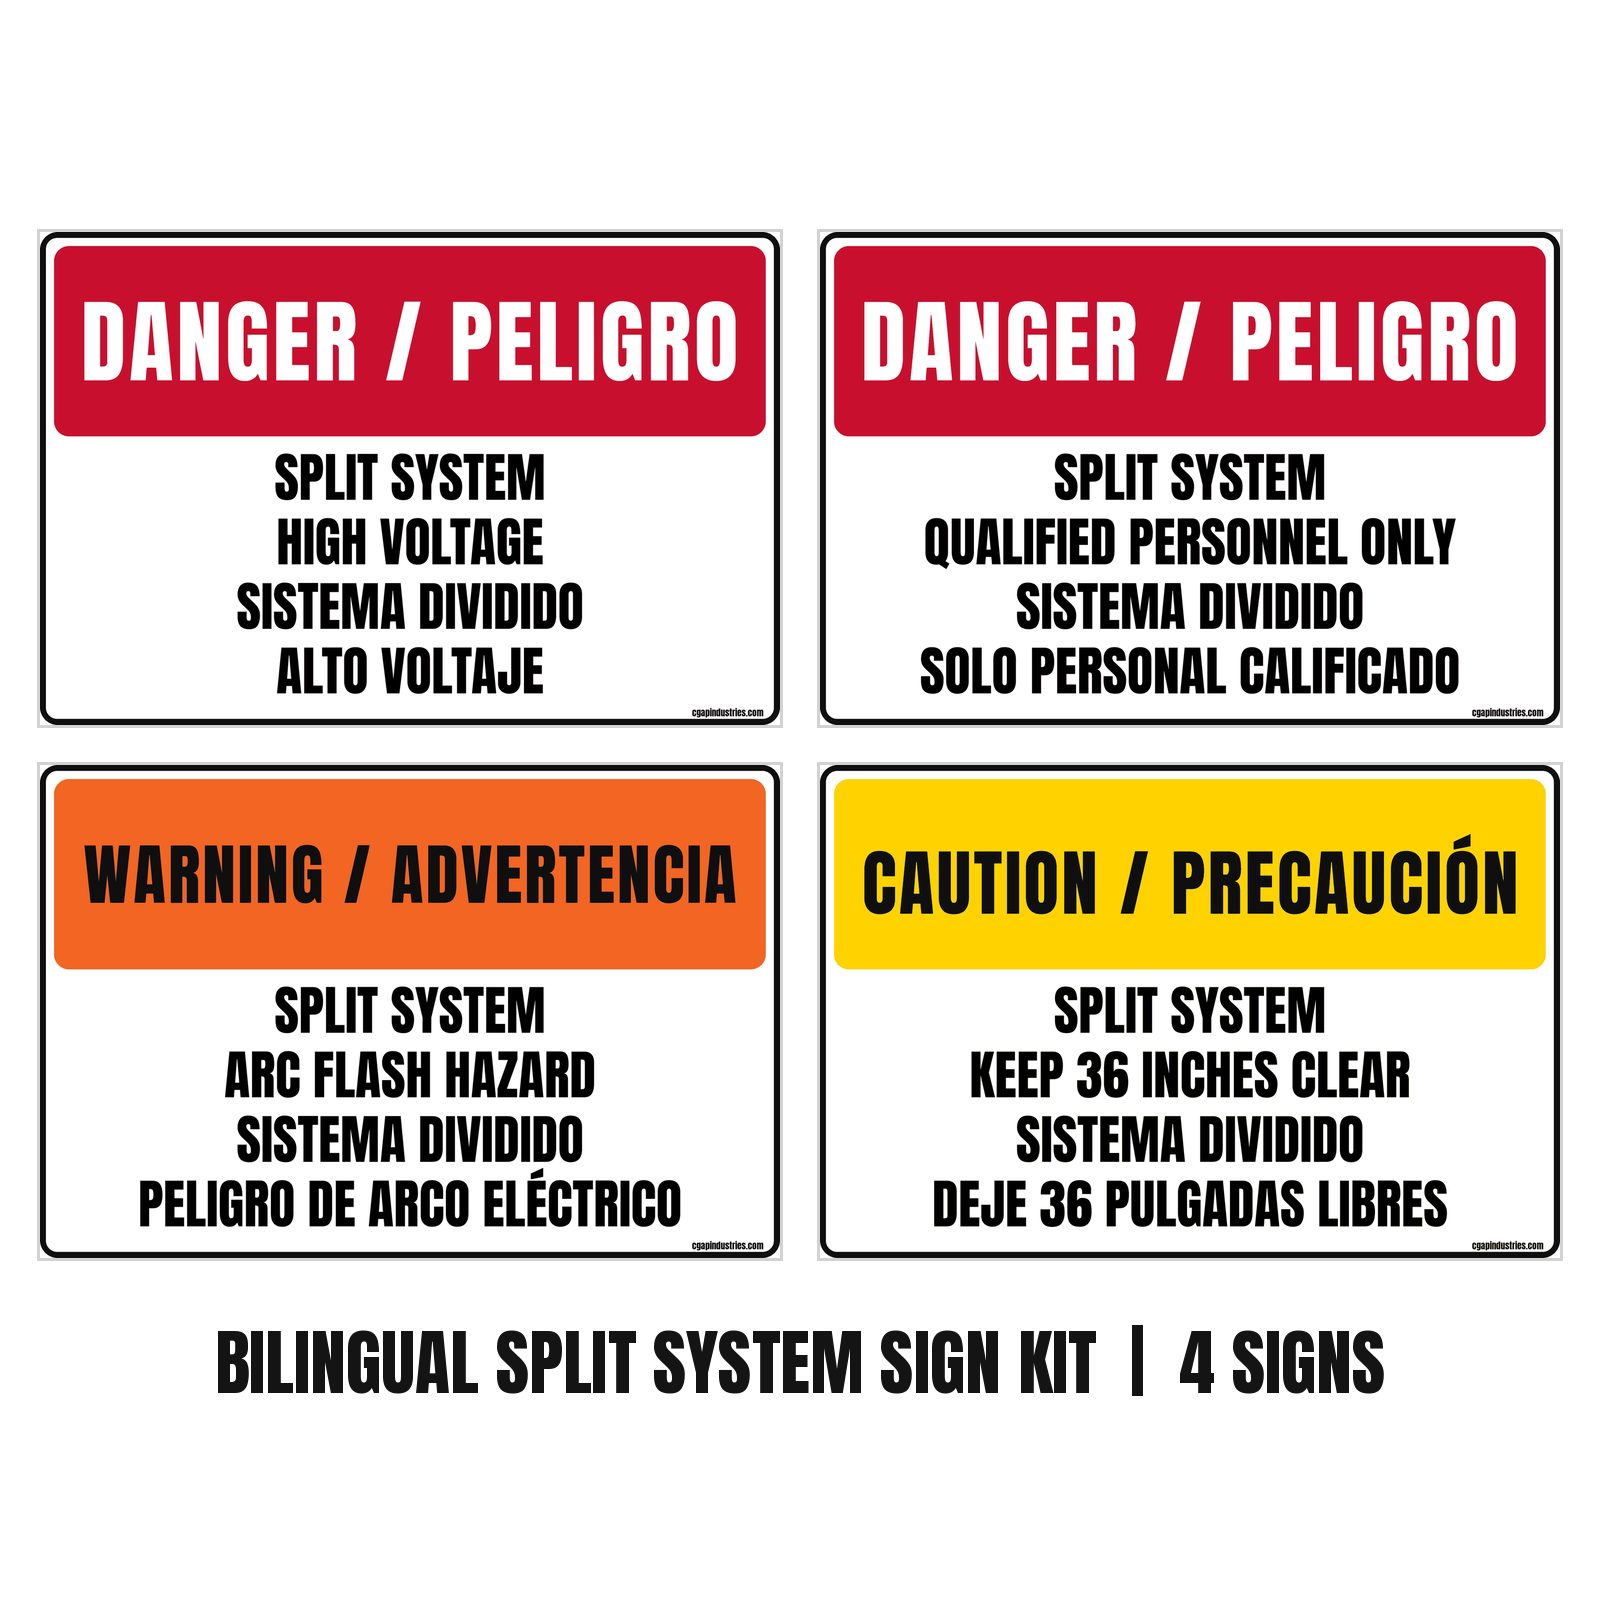 DANGER / PELIGRO
SPLIT SYSTEM
HIGH VOLTAGE
SISTEMA DIVIDIDO
ALTO VOLTAJE
cgapindustries.com
DANGER / PELIGRO
SPLIT SYSTEM
QUALIFIED PERSONNEL ONLY
SISTEMA DIVIDIDO
SOLO PERSONAL CALIFICADO
cgapindustries.com
WARNING / ADVERTENCIA
SPLIT SYSTEM
ARC FLASH HAZARD
SISTEMA DIVIDIDO
PELIGRO DE ARCO ELÉCTRICO
cgapindustries.com
CAUTION / PRECAUCIÓN
SPLIT SYSTEM
KEEP 36 INCHES CLEAR
SISTEMA DIVIDIDO
DEJE 36 PULGADAS LIBRES
cgapindustries.com
BILINGUAL SPLIT SYSTEM SIGN KIT | 4 SIGNS